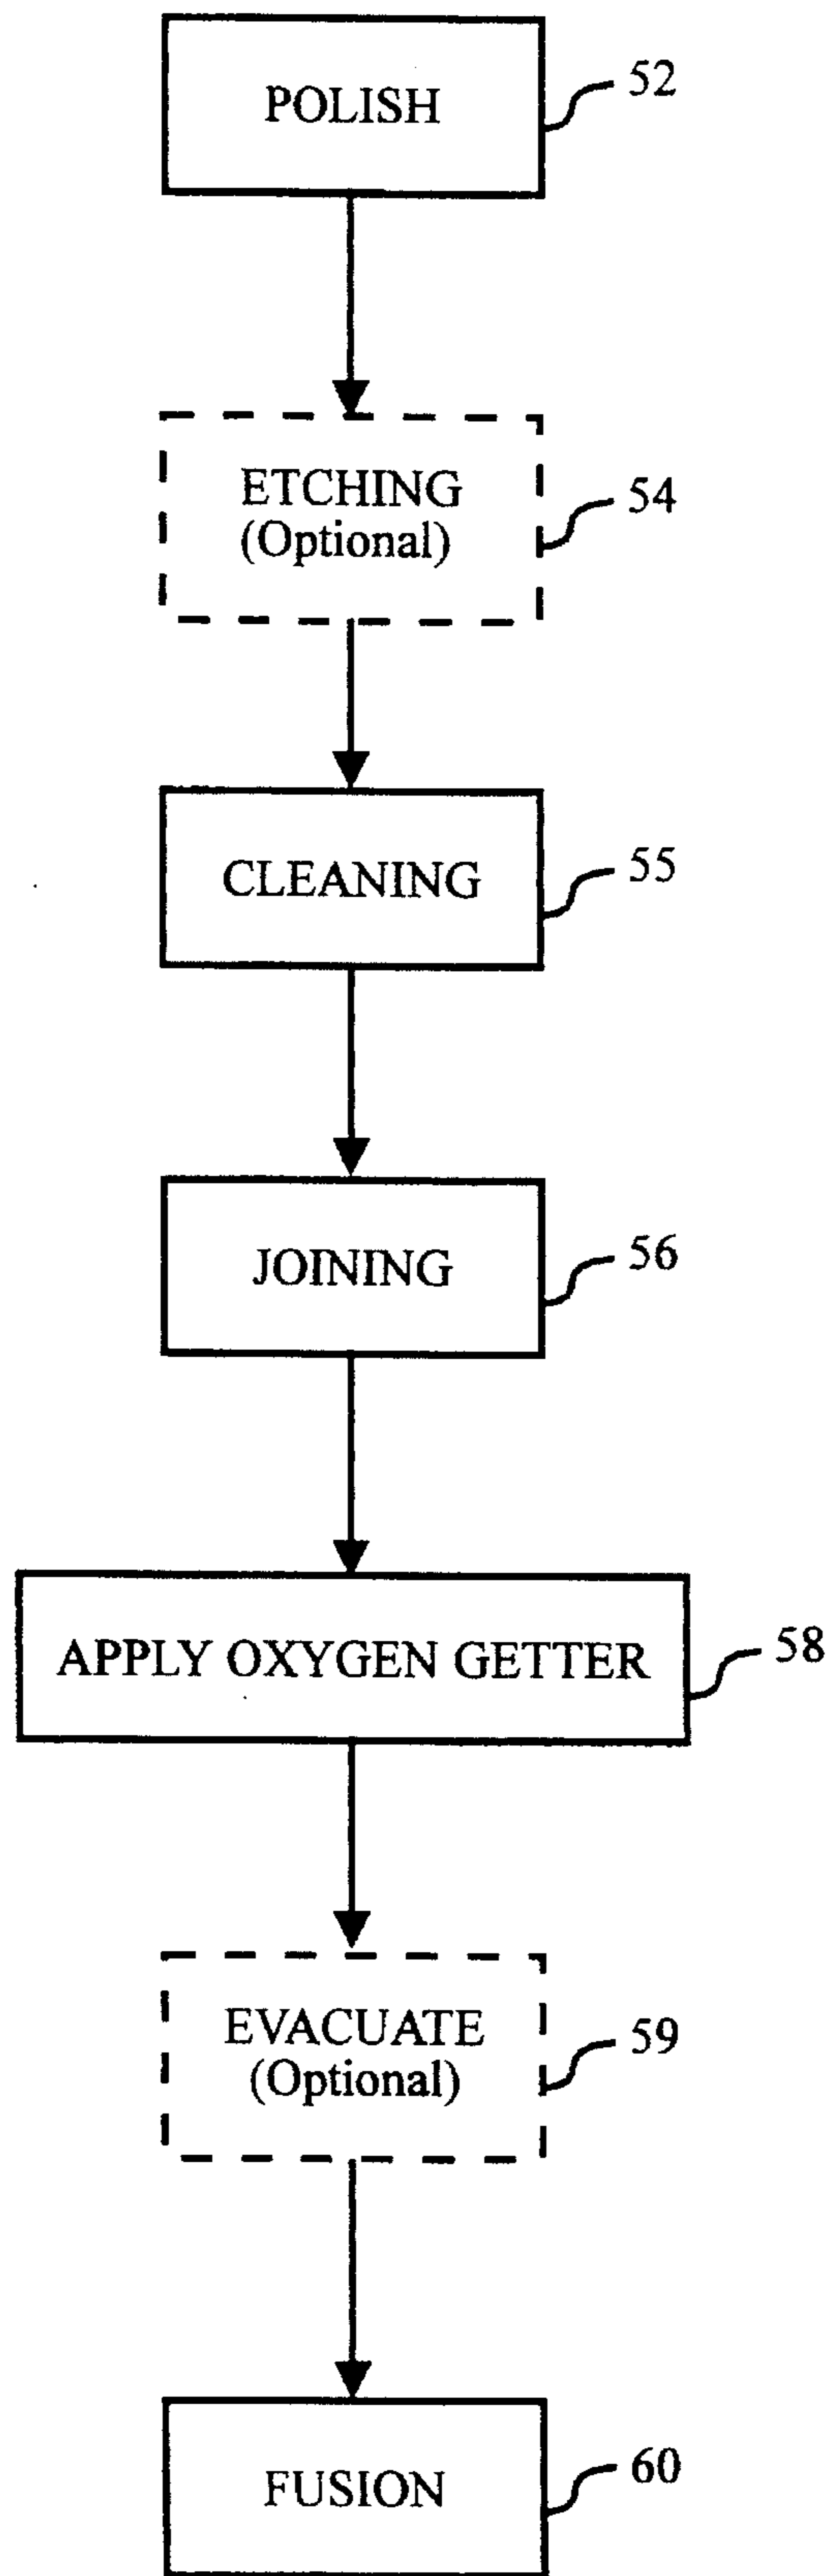 POLISH
52
ETCHING
(Optional)
54
CLEANING
55
JOINING
56
APPLY OXYGEN GETTER
58
EVACUATE
(Optional)
59
FUSION
60